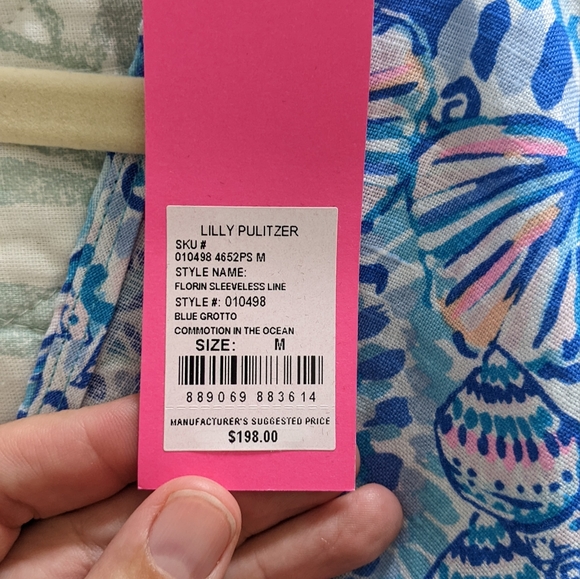 LILLY PULITZER
SKU #
010498 4652PS M
STYLE NAME:
FLORIN SLEEVELESS LINE
STYLE #: 010498
BLUE GROTTO
COMMOTION IN THE OCEAN
SIZE: M
889069 883614
MANUFACTURER'S SUGGESTED PRICE
$198.00